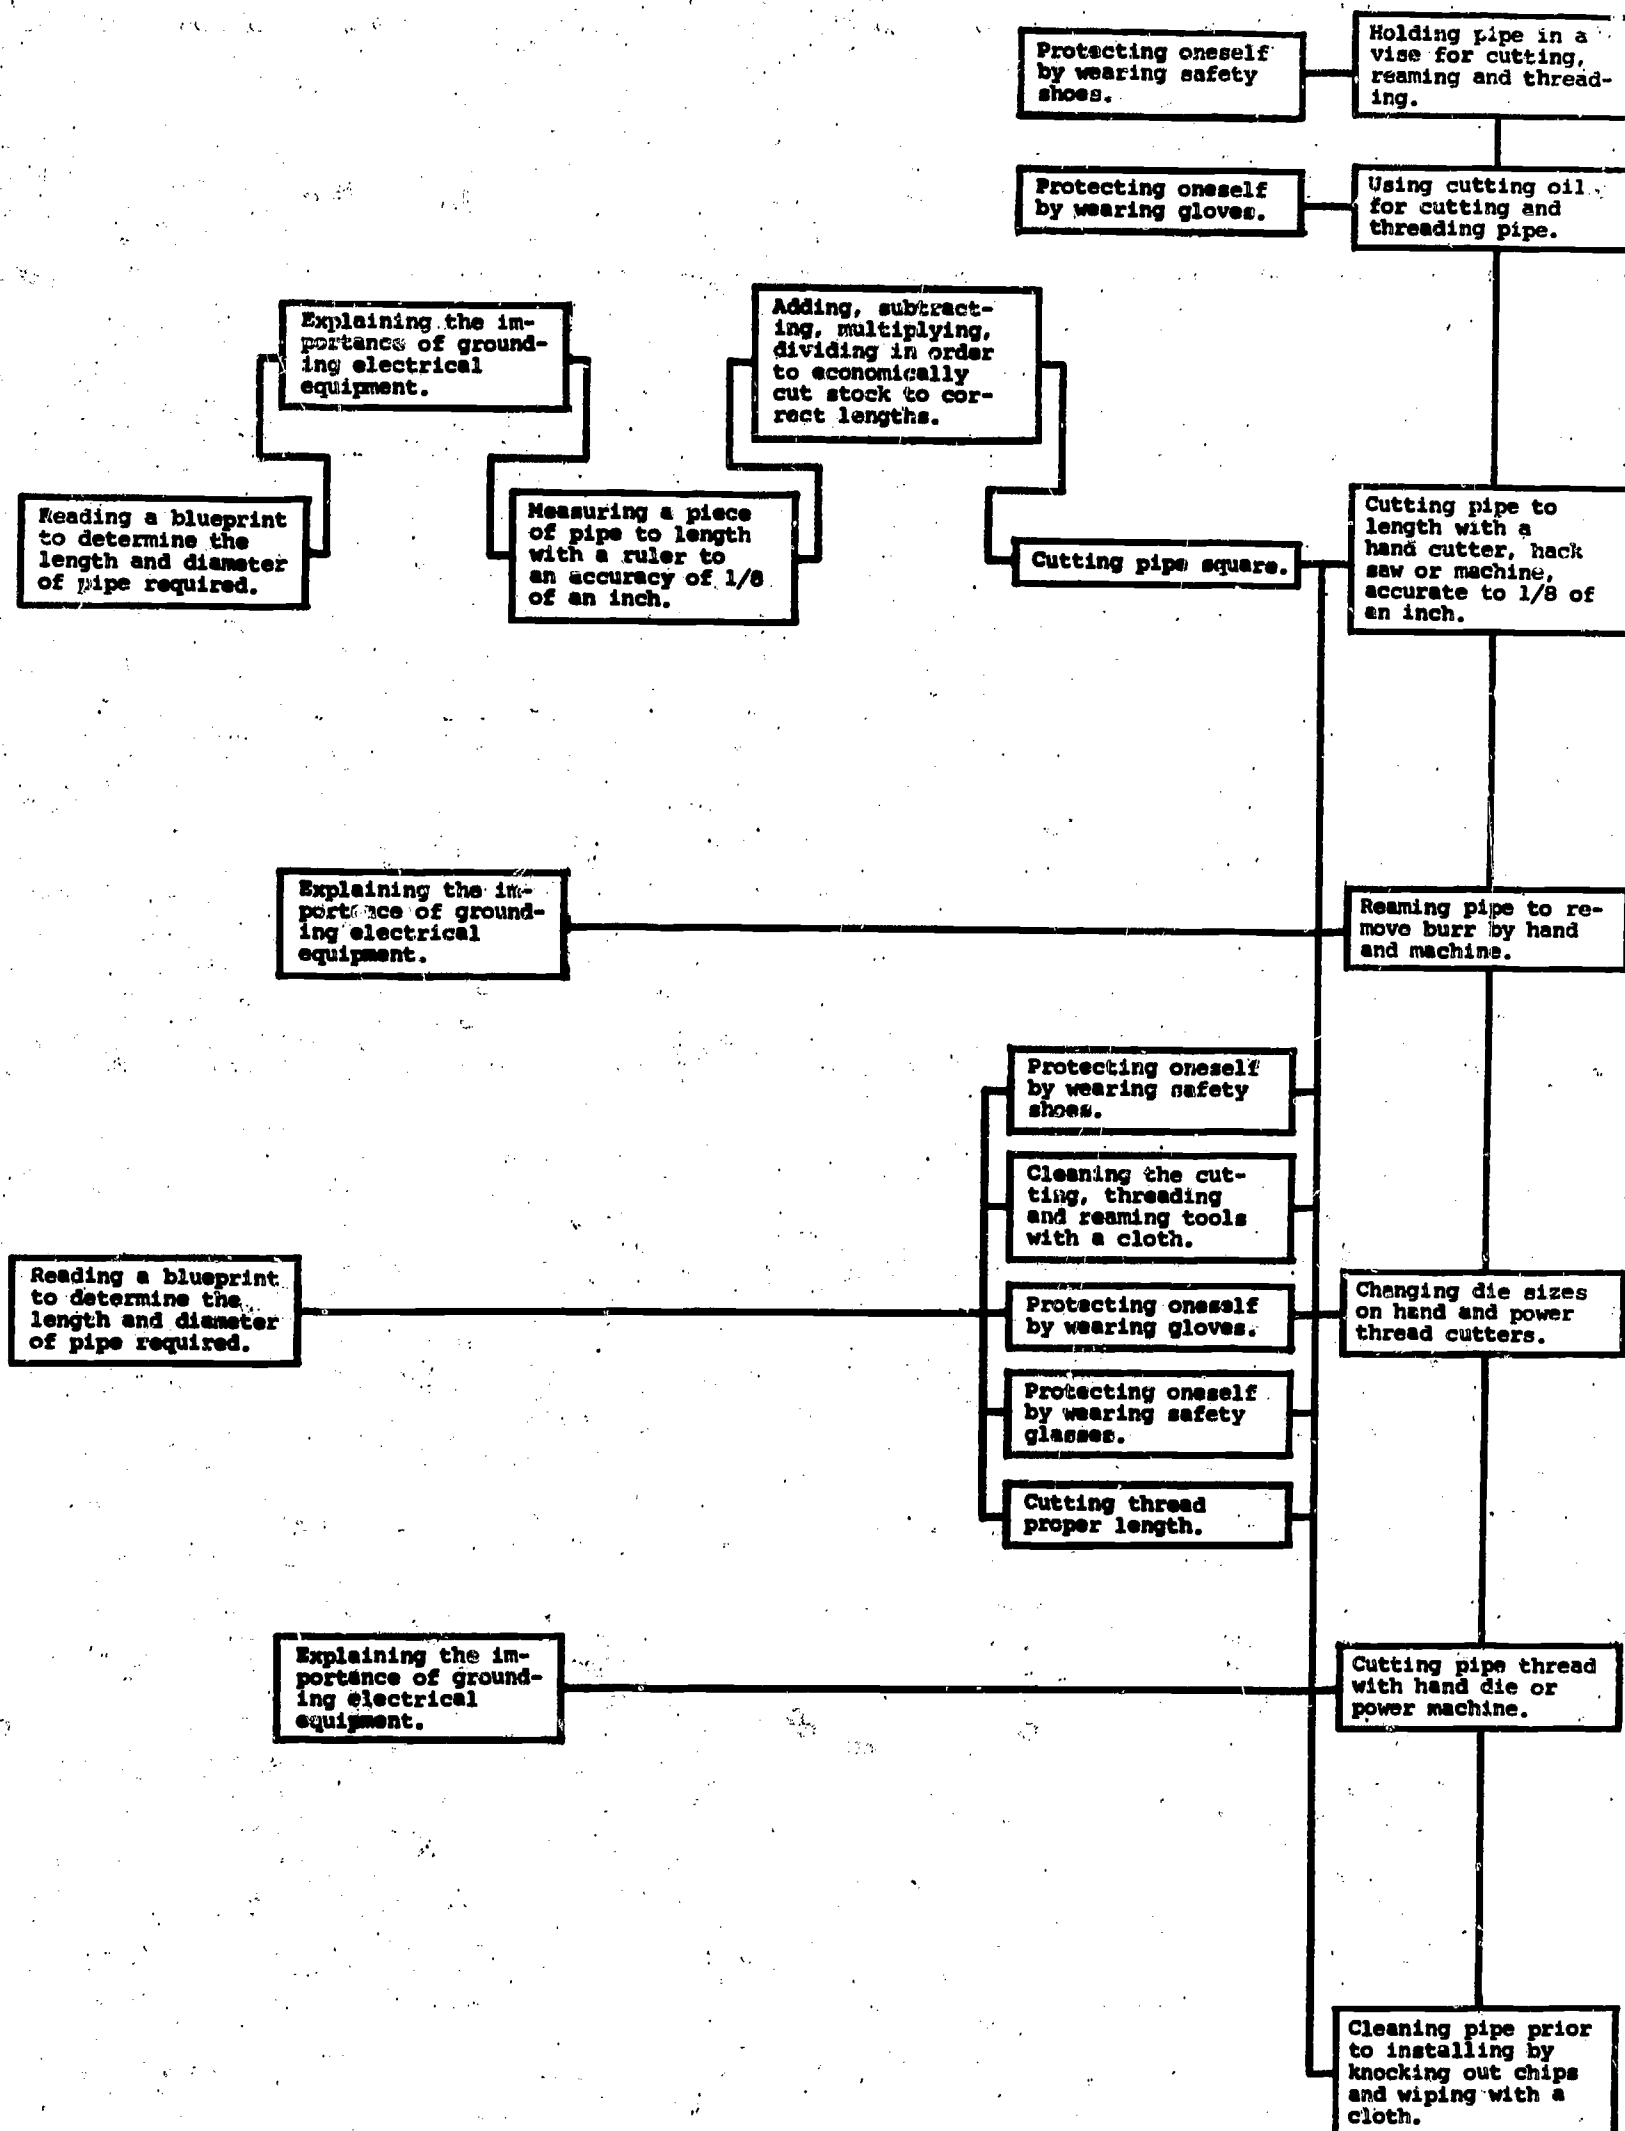 Protecting oneself
by wearing safety
shoes.
Holding pipe in a
vise for cutting,
reaming and thread-
ing.
Protecting oneself
by wearing gloves.
Using cutting oil
for cutting and
threading pipe.
Explaining the im-
portance of ground-
ing electrical
equipment.
Adding, subtract-
ing, multiplying,
dividing in order
to economically
cut stock to cor-
rect lengths.
Reading a blueprint
to determine the
length and diameter
of pipe required.
Measuring a piece
of pipe to length
with a ruler to
an accuracy of 1/8
of an inch.
Cutting pipe square.
Cutting pipe to
length with a
hand cutter, hack
saw or machine,
accurate to 1/8 of
an inch.
Explaining the im-
portance of ground-
ing electrical
equipment.
Reaming pipe to re-
move burr by hand
and machine.
Protecting oneself
by wearing safety
shoes.
Cleaning the cut-
ting, threading
and reaming tools
with a cloth.
Reading a blueprint
to determine the
length and diameter
of pipe required.
Protecting oneself
by wearing gloves.
Changing die sizes
on hand and power
thread cutters.
Protecting oneself
by wearing safety
glasses.
Cutting thread
proper length.
Explaining the im-
portance of ground-
ing electrical
equipment.
Cutting pipe thread
with hand die or
power machine.
Cleaning pipe prior
to installing by
knocking out chips
and wiping with a
cloth.